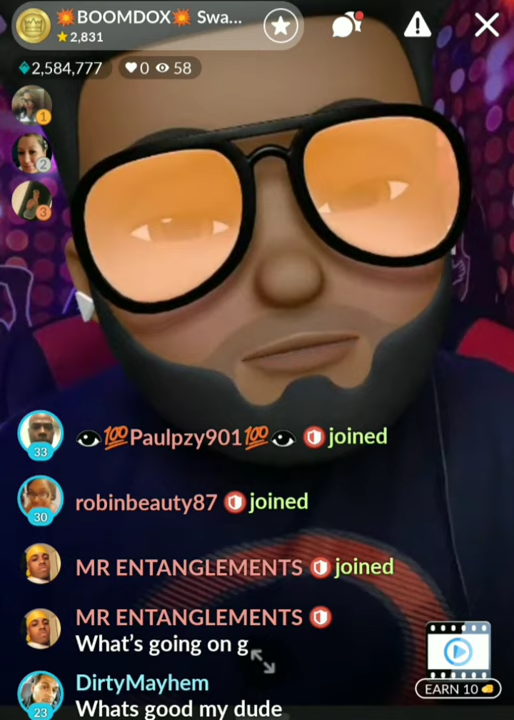 💥BOOMDOX💥 Swa...
2,831
2,584,777
0
58
1
2
3
👁️💯Paulpzy901💯👁️ joined
33
robinbeauty87 joined
30
MR ENTANGLEMENTS joined
MR ENTANGLEMENTS
What's going on g
DirtyMayhem
Whats good my dude
23
EARN 10